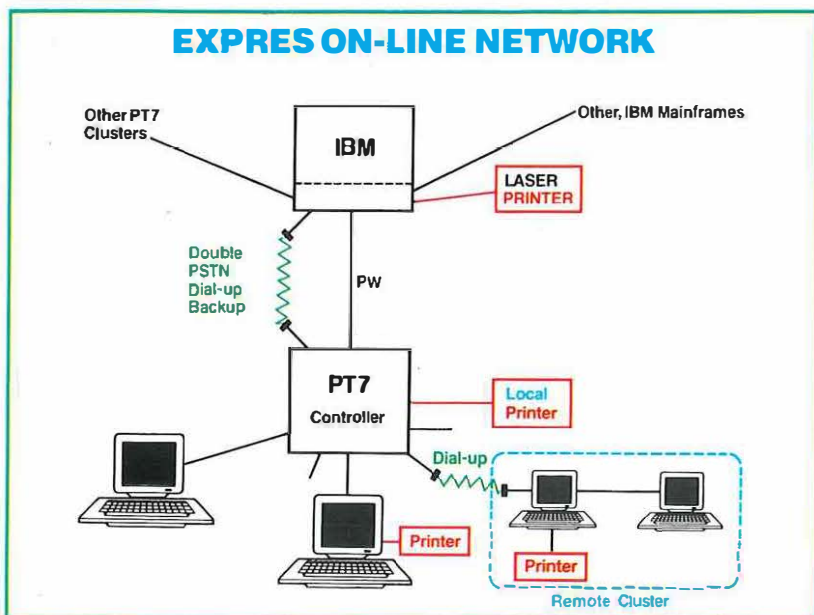 EXPRES ON-LINE NETWORK
Other PT7
Clusters
IBM
Other, IBM Mainframes
LASER
PRINTER
Double
PSTN
Dial-up
Backup
PW
PT7
Controller
Local
Printer
Dial-up
Printer
Printer
Remote Cluster